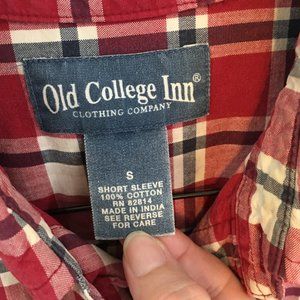 Old College Inn®
CLOTHING COMPANY
S
SHORT SLEEVE
100% COTTON
RN 82814
MADE IN INDIA
SEE REVERSE
FOR CARE